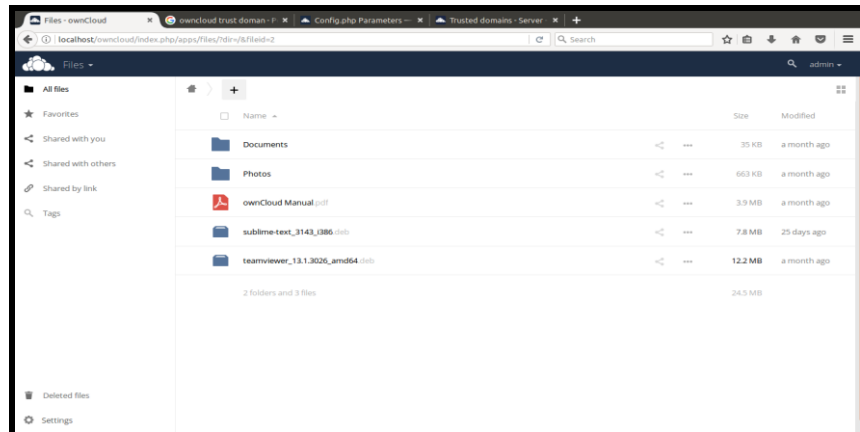 Files - ownCloud
owncloud trust doman -
Config.php Parameters —
Trusted domains - Server
localhost/owncloud/index.php/apps/files/?dir=/&fileid=2
Search
Files
admin
All files
Favorites
Shared with you
Shared with others
Shared by link
Tags
Name Size Modified
Documents 35 KB a month ago
Photos 663 KB a month ago
ownCloud Manual.pdf 3.9 MB a month ago
sublime-text_3143_i386.deb 7.8 MB 25 days ago
teamviewer_13.1.3026_amd64.deb 12.2 MB a month ago
2 folders and 3 files 24.5 MB
Deleted files
Settings